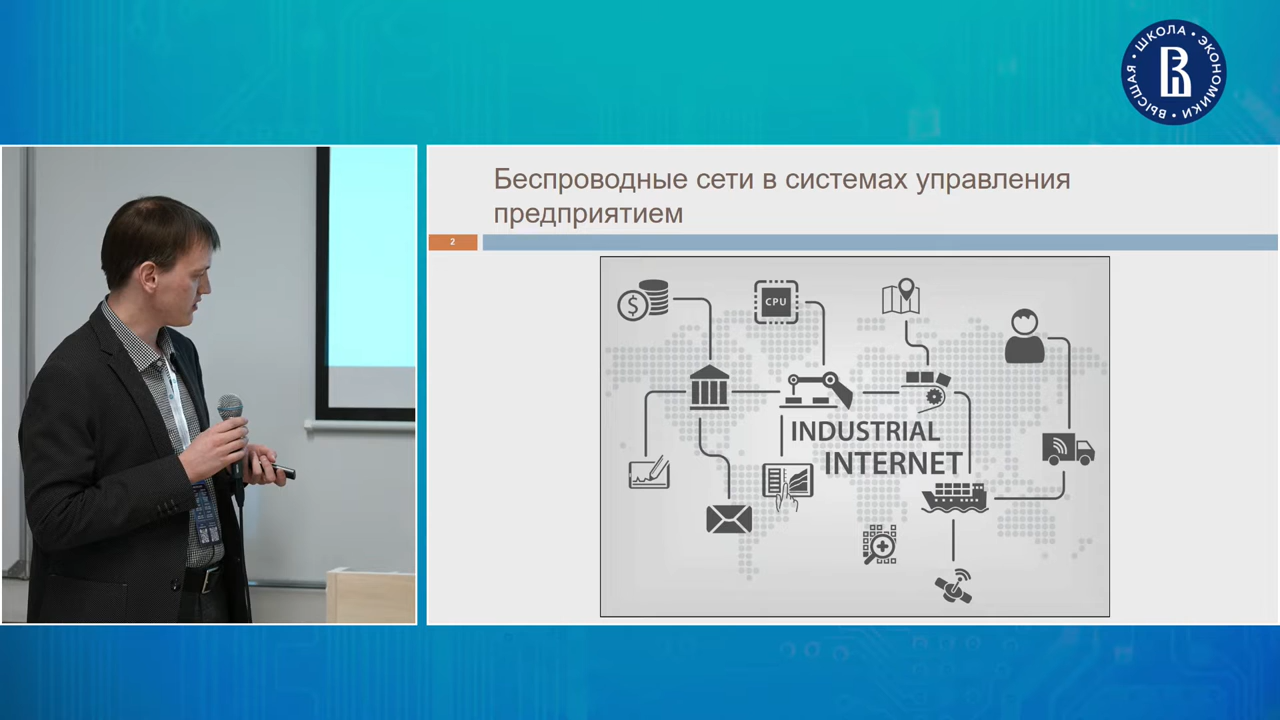 ВЫСШАЯ • ШКОЛА • ЭКОНОМИКИ •
Беспроводные сети в системах управления
предприятием
2
$
CPU
INDUSTRIAL
INTERNET